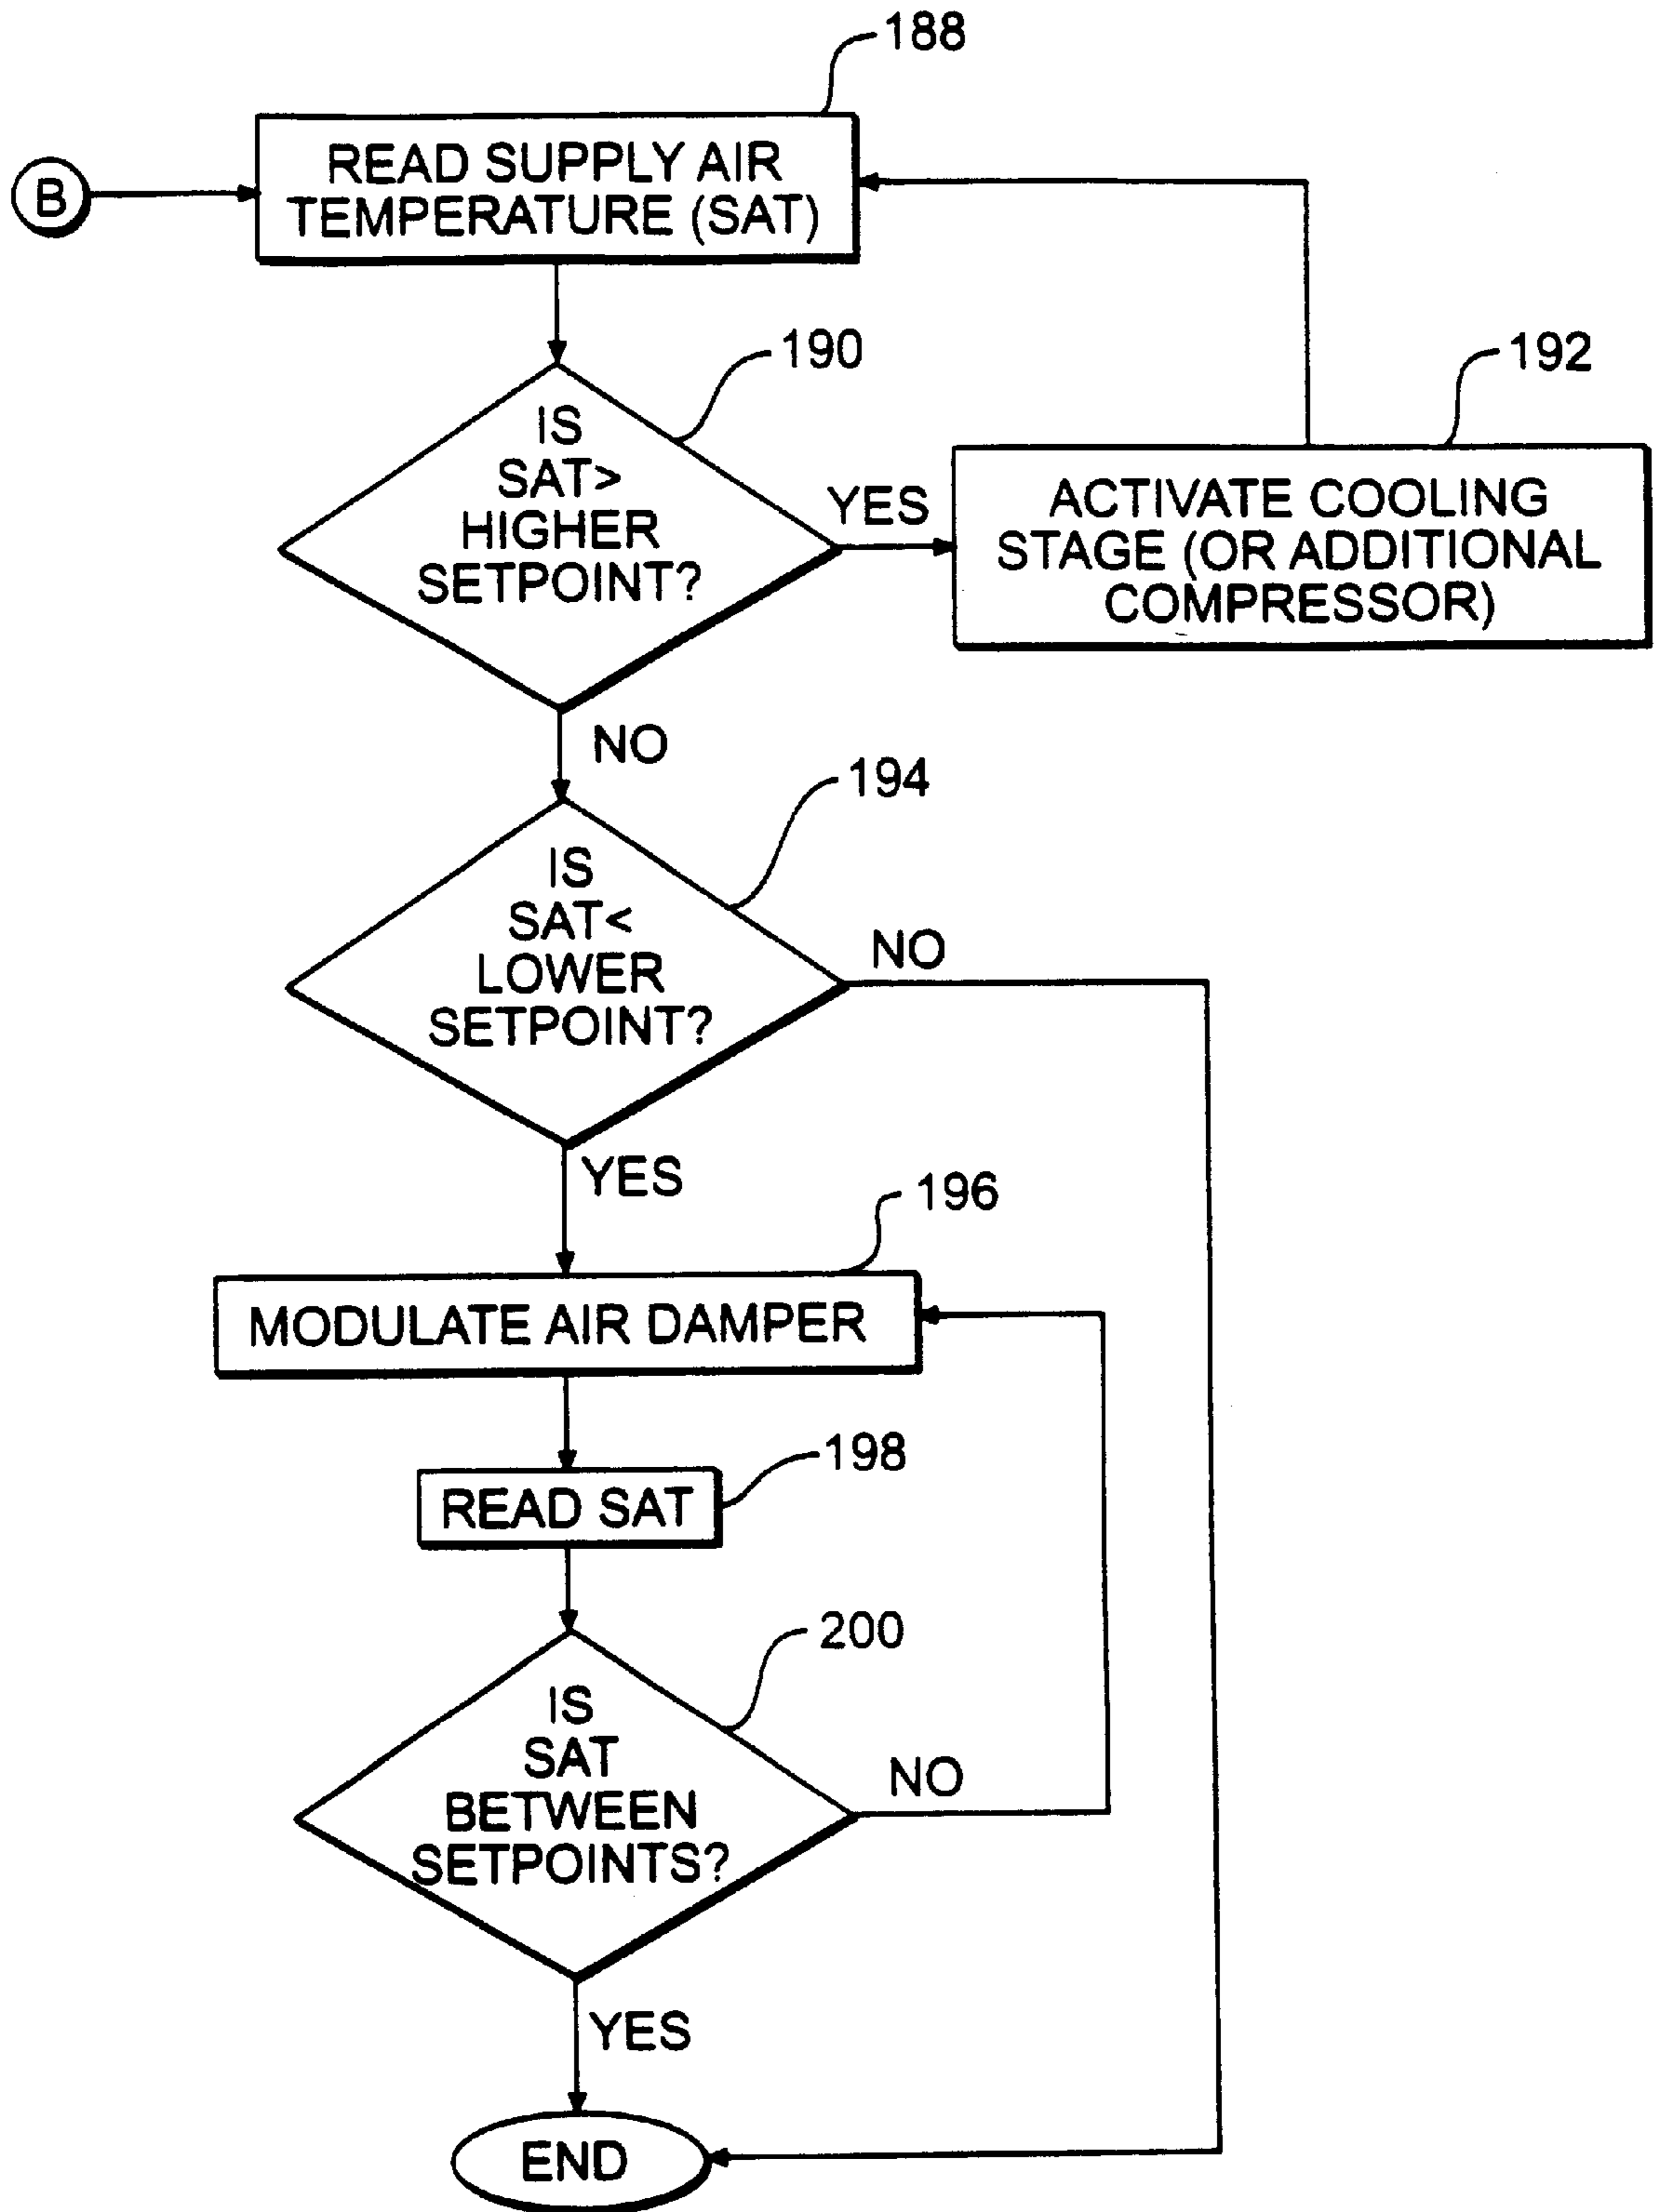 188
B
READ SUPPLY AIR
TEMPERATURE (SAT)
190
IS
SAT>
HIGHER
SETPOINT?
YES
192
ACTIVATE COOLING
STAGE (OR ADDITIONAL
COMPRESSOR)
NO
194
IS
SAT<
LOWER
SETPOINT?
NO
YES
196
MODULATE AIR DAMPER
198
READ SAT
200
IS
SAT
BETWEEN
SETPOINTS?
NO
YES
END